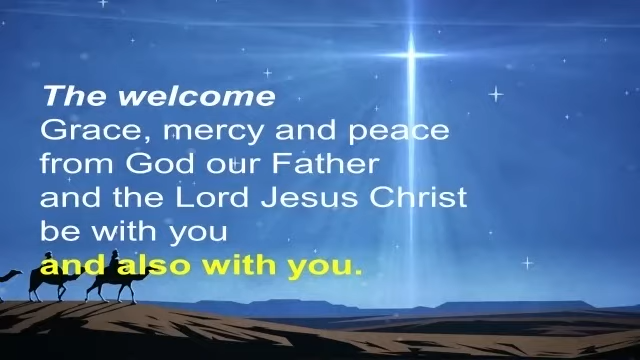 The welcome
Grace, mercy and peace
from God our Father
and the Lord Jesus Christ
be with you
and also with you.